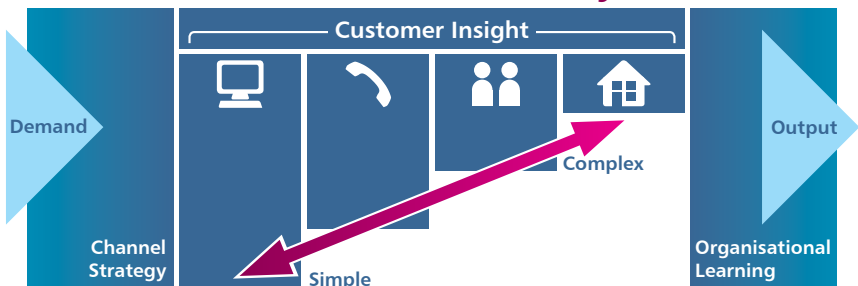 Customer Insight
Demand
Output
Complex
Channel
Strategy
Organisational
Learning
Simple